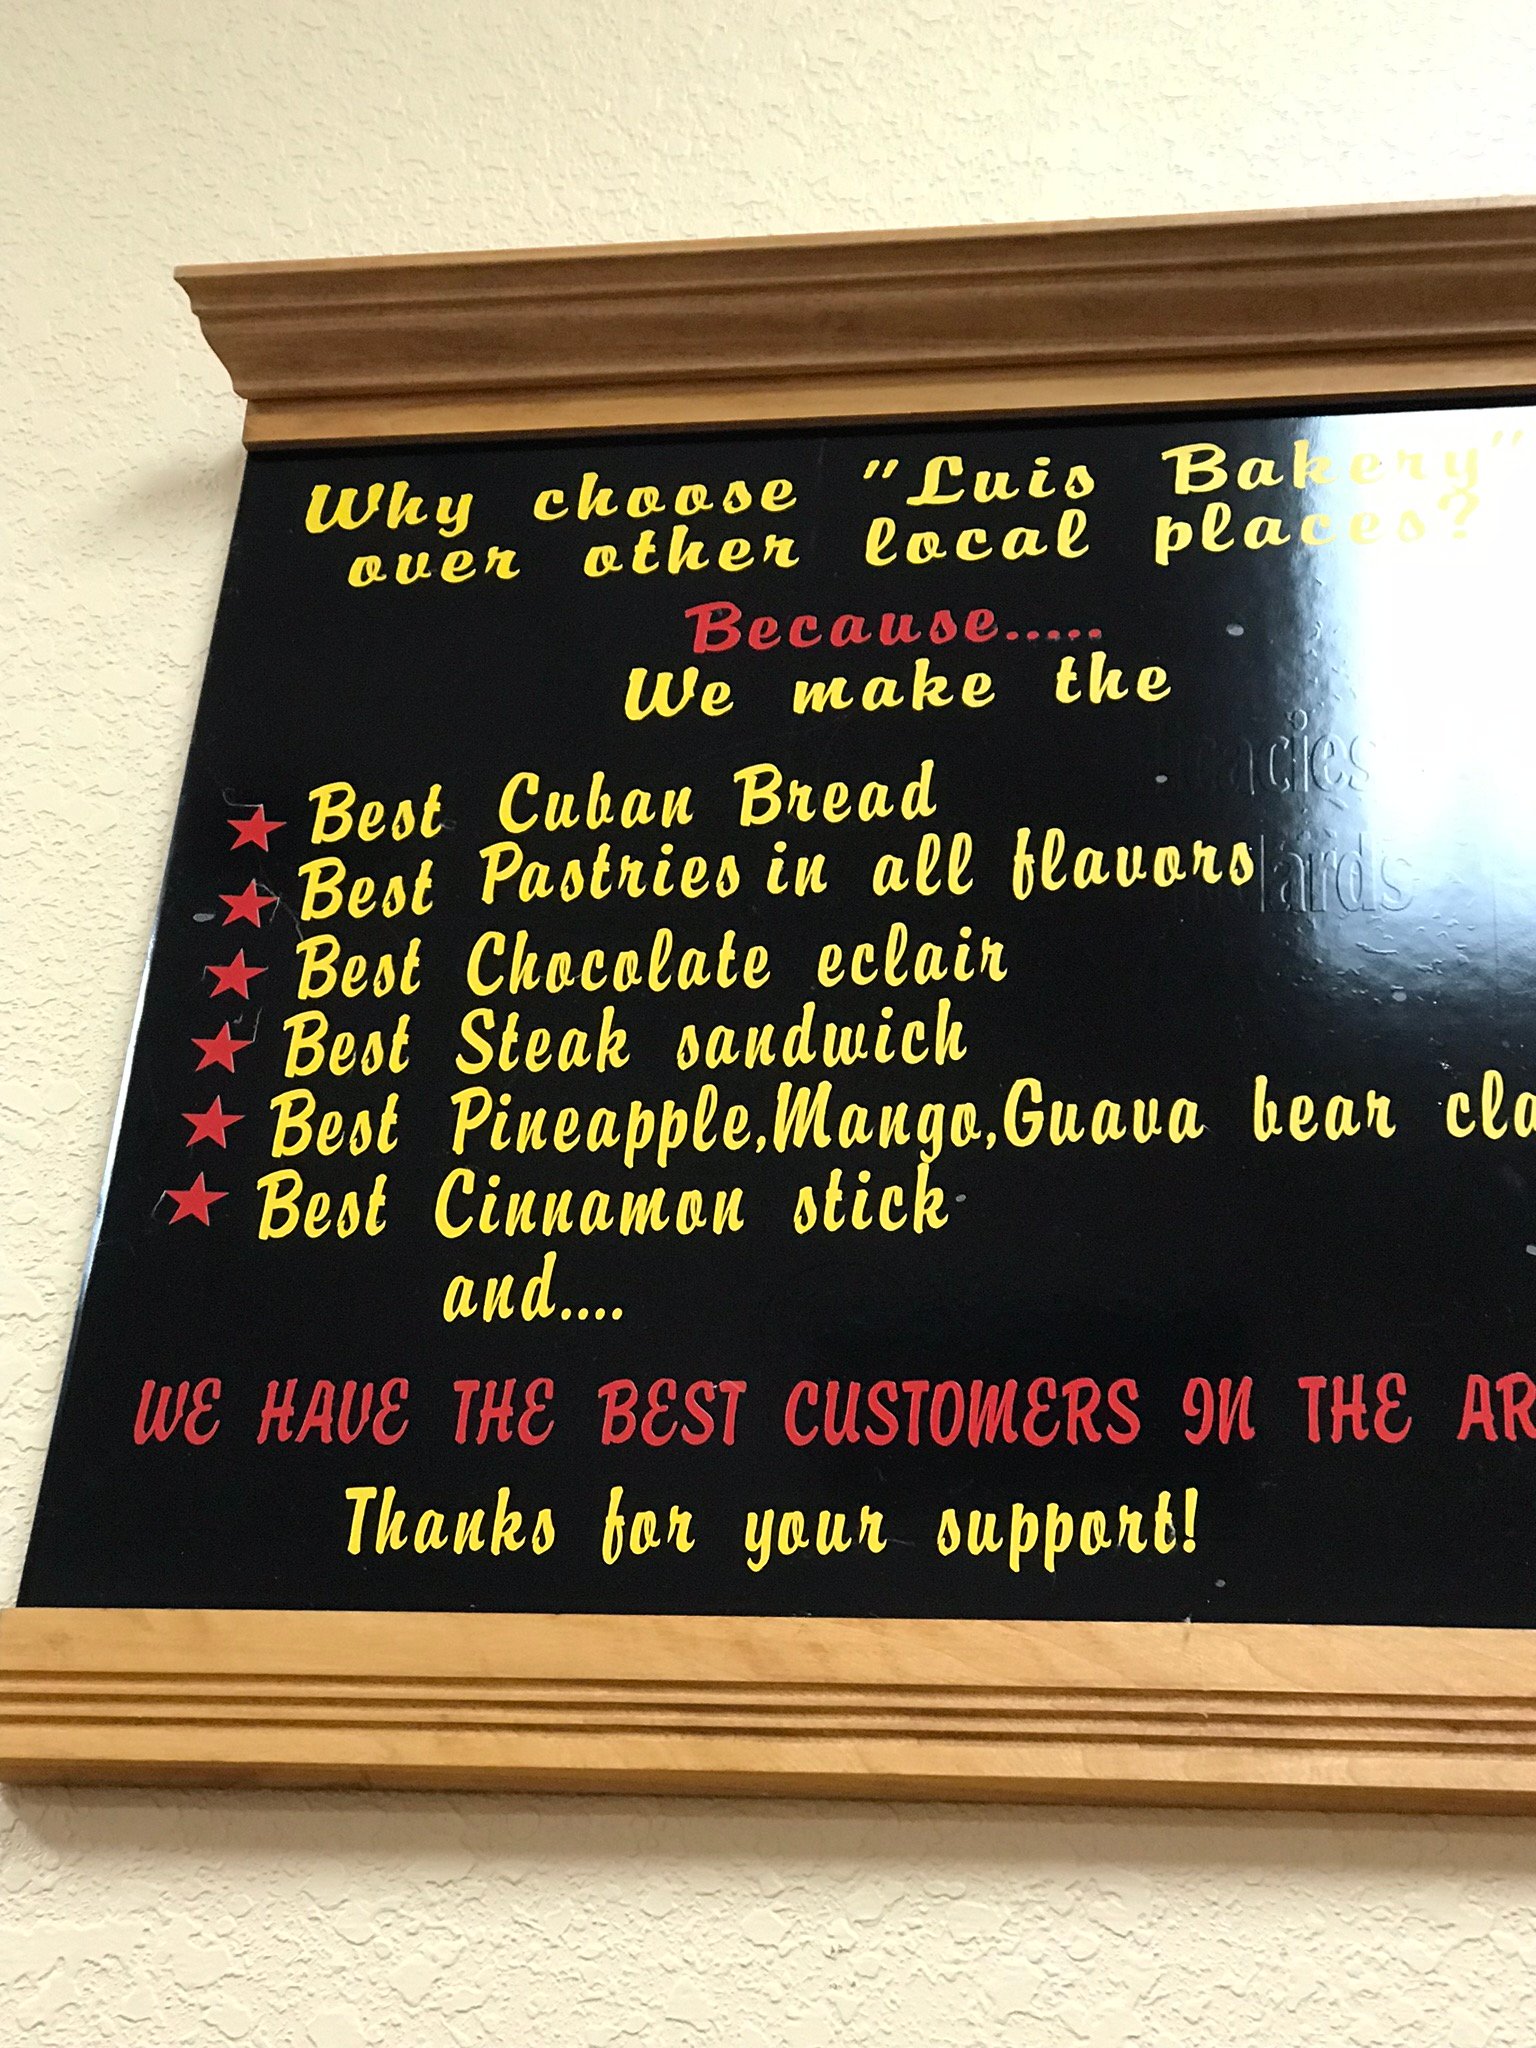 Why choose "Luis Bakery"
over other local places?
Because.....
We make the
Best Cuban Bread
Best Pastries in all flavors
Best Chocolate eclair
Best Steak sandwich
Best Pineapple,Mango,Guava bear
Best Cinnamon stick
and....
WE HAVE THE BEST CUSTOMERS IN THE
Thanks for your support!